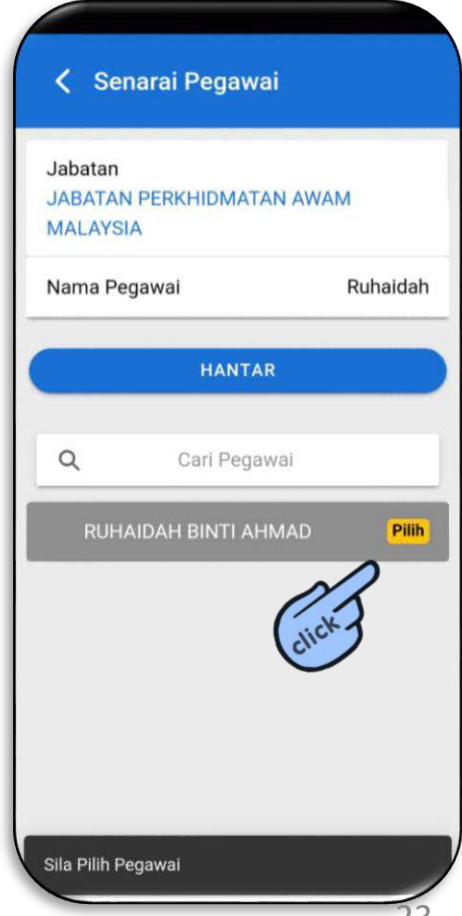 Senarai Pegawai
Jabatan
JABATAN PERKHIDMATAN AWAM
MALAYSIA
Nama Pegawai Ruhaidah
HANTAR
Cari Pegawai
RUHAIDAH BINTI AHMAD Pilih
click
Sila Pilih Pegawai
23